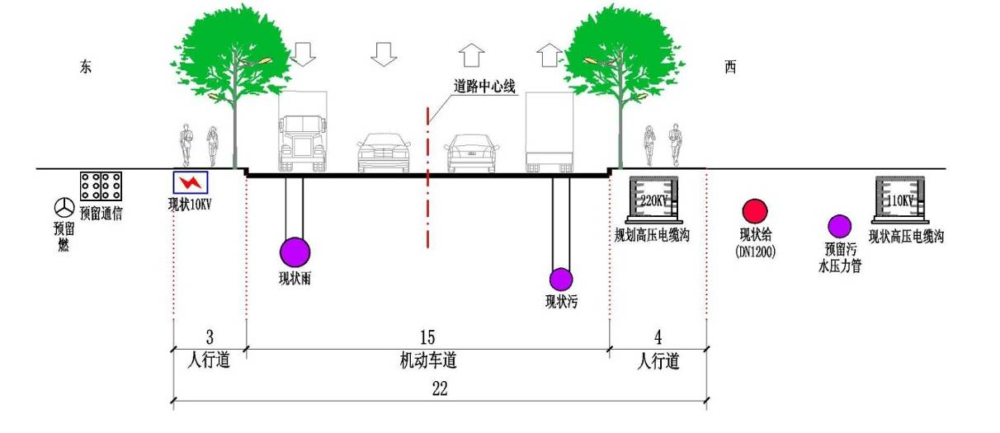 东
西
道路中心线
预留通信
现状10KV
预留
燃
220KV
规划高压电缆沟
现状给
(DN1200)
预留污
水压力管
110KV
现状高压电缆沟
现状雨
现状污
3
15
4
人行道
机动车道
人行道
22